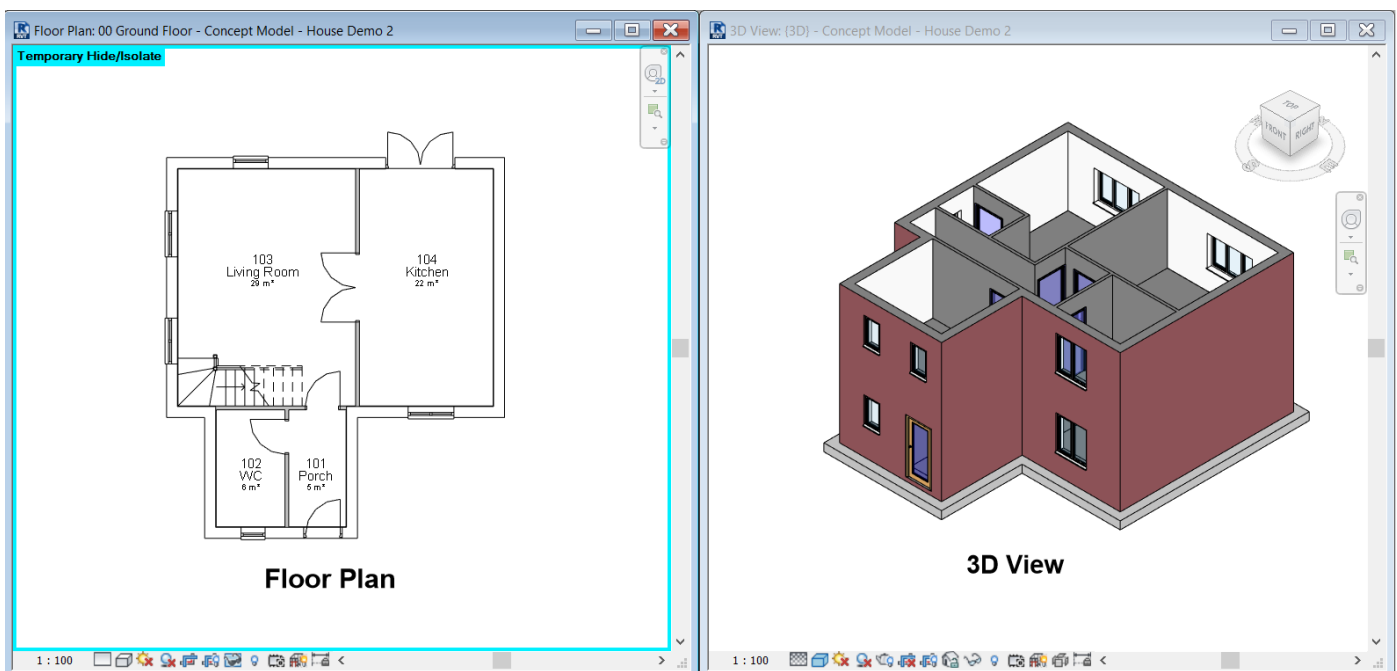 Floor Plan: 00 Ground Floor - Concept Model - House Demo 2
Temporary Hide/Isolate
2D
103
Living Room
29 m²
104
Kitchen
22 m²
102
WC
6 m²
101
Porch
5 m²
Floor Plan
1 : 100
3D View: {3D} - Concept Model - House Demo 2
TOP
FRONT
RIGHT
3D View
1 : 100